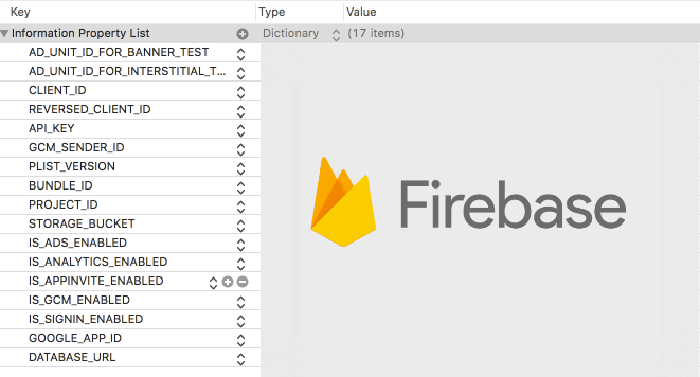 Key Type Value
Information Property List Dictionary (17 items)
AD_UNIT_ID_FOR_BANNER_TEST
AD_UNIT_ID_FOR_INTERSTITIAL_T...
CLIENT_ID
REVERSED_CLIENT_ID
API_KEY
GCM_SENDER_ID
PLIST_VERSION
BUNDLE_ID
PROJECT_ID
STORAGE_BUCKET
IS_ADS_ENABLED
IS_ANALYTICS_ENABLED
IS_APPINVITE_ENABLED
IS_GCM_ENABLED
IS_SIGNIN_ENABLED
GOOGLE_APP_ID
DATABASE_URL
Firebase